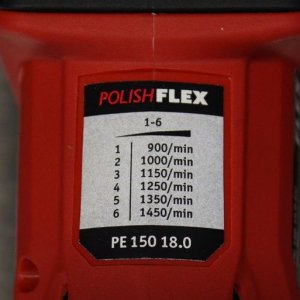 POLISHFLEX
1-6
1 900/min
2 1000/min
3 1150/min
4 1250/min
5 1350/min
6 1450/min
PE 150 18.0